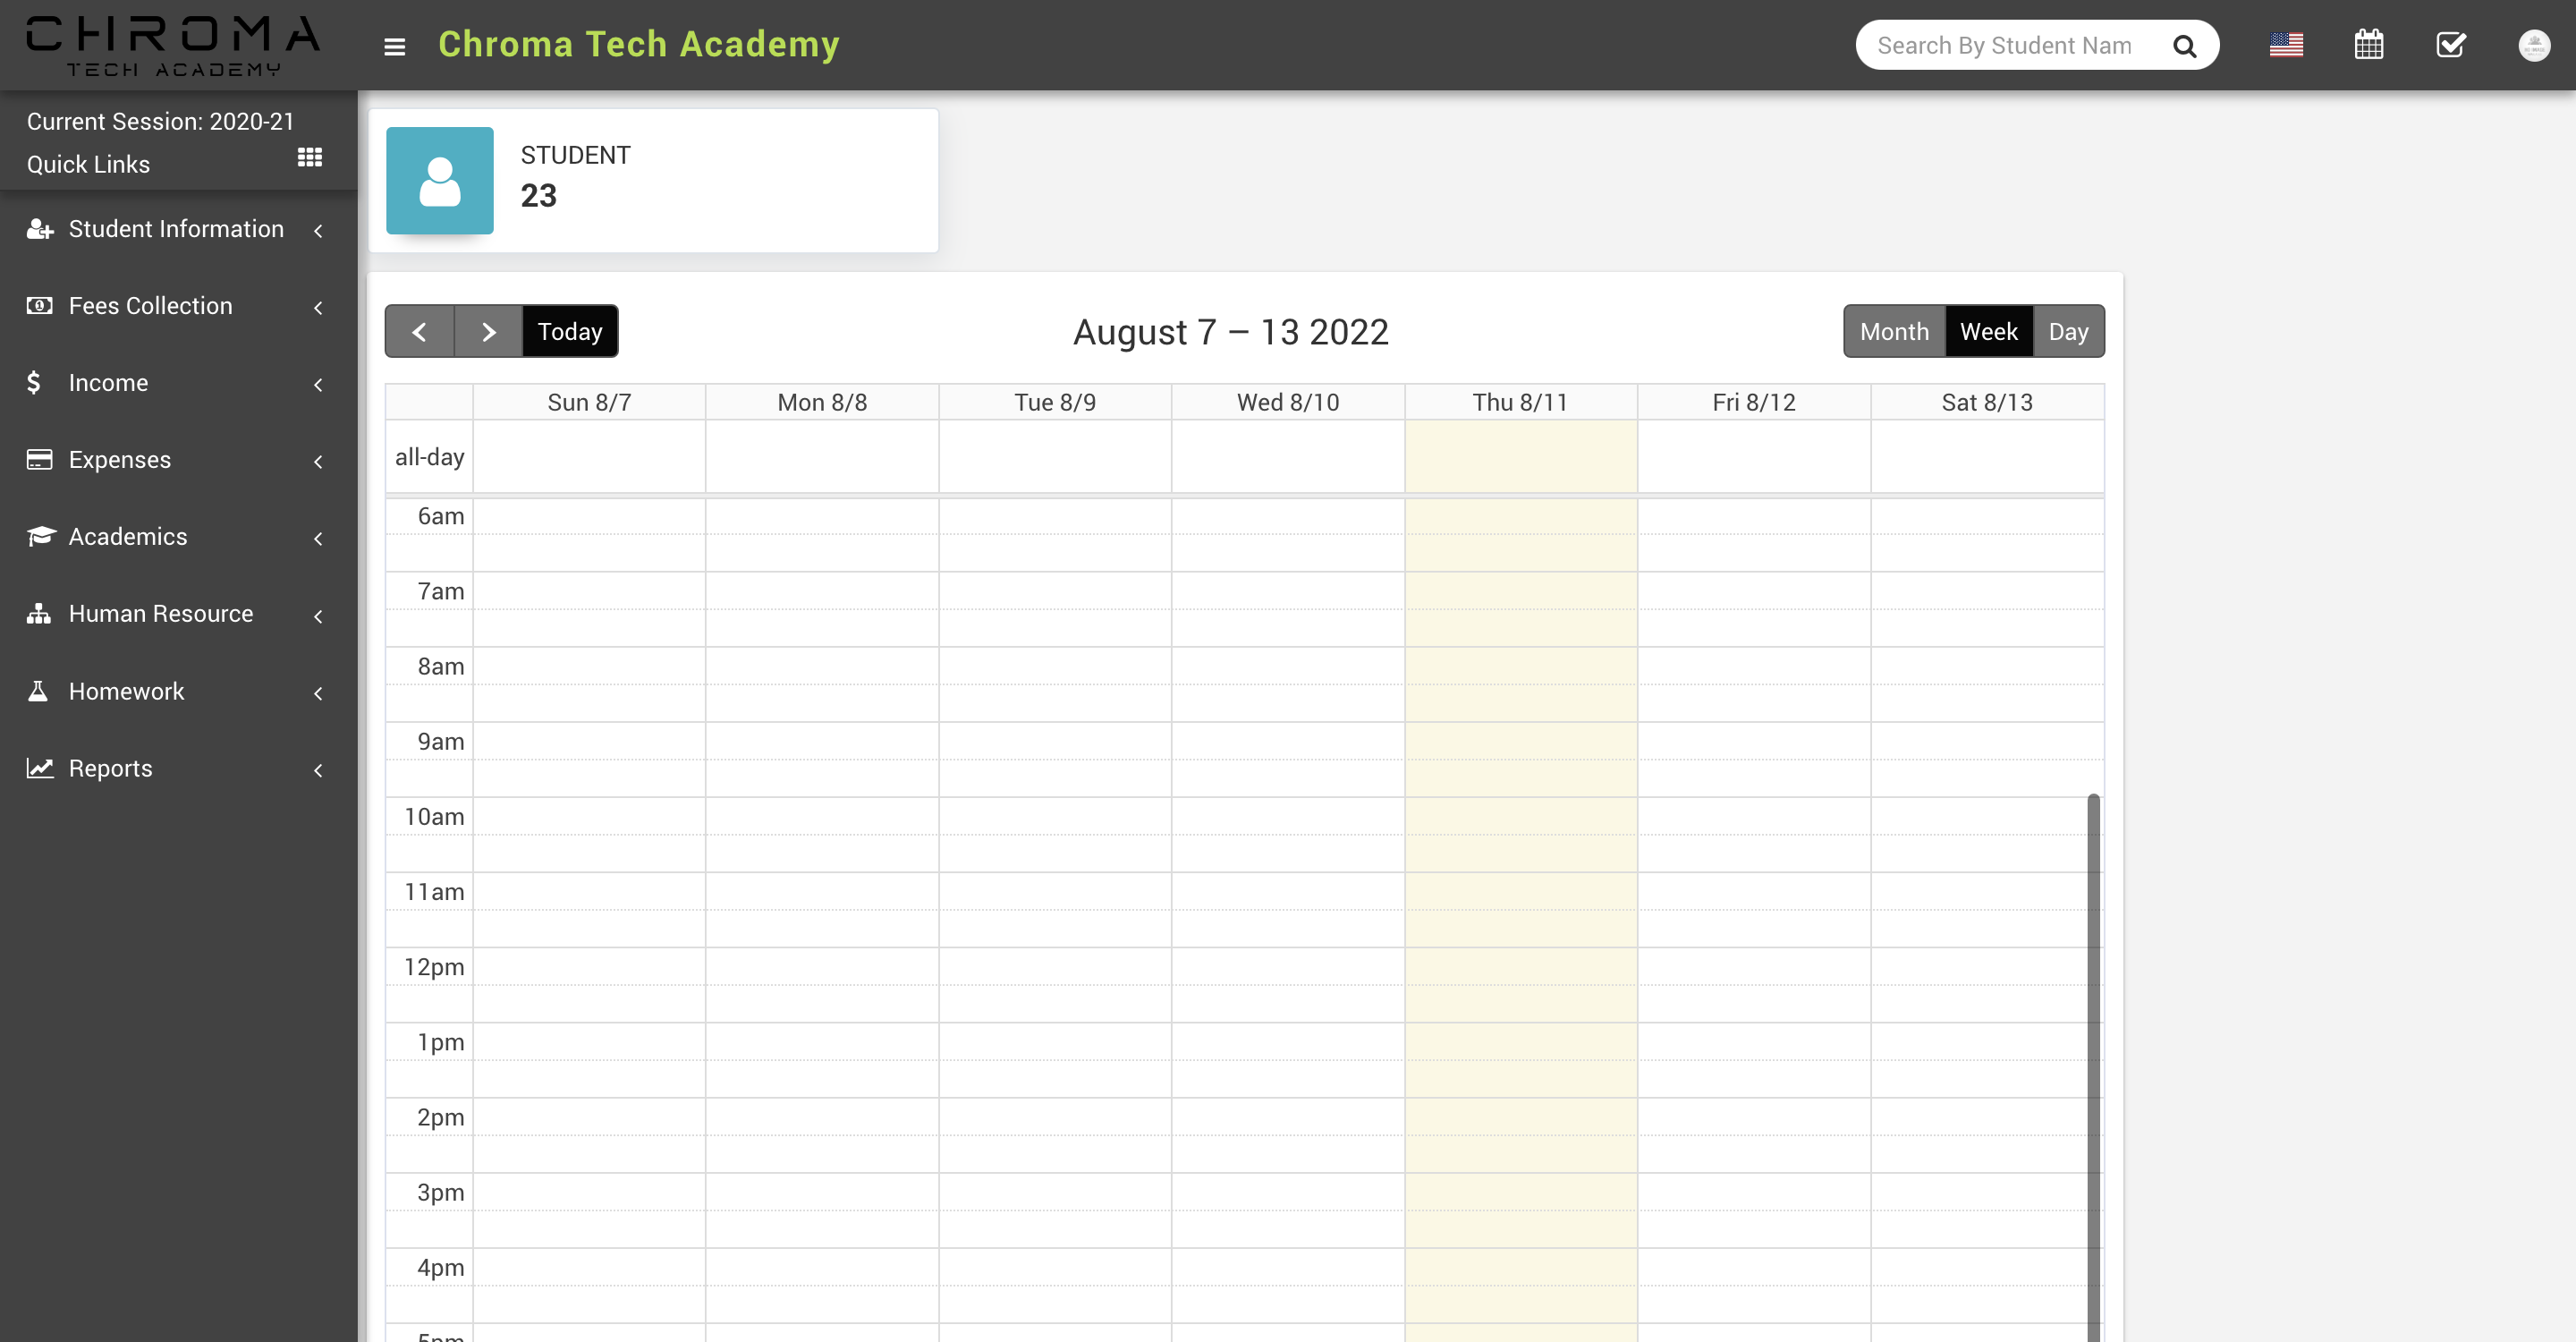 CHROMA
TECH ACADEMY
Chroma Tech Academy
Search By Student Nam
Current Session: 2020-21
Quick Links
Student Information
Fees Collection
Income
Expenses
Academics
Human Resource
Homework
Reports
STUDENT
23
Today
August 7 – 13 2022
Month Week Day
Sun 8/7 Mon 8/8 Tue 8/9 Wed 8/10 Thu 8/11 Fri 8/12 Sat 8/13
all-day
6am
7am
8am
9am
10am
11am
12pm
1pm
2pm
3pm
4pm
5pm